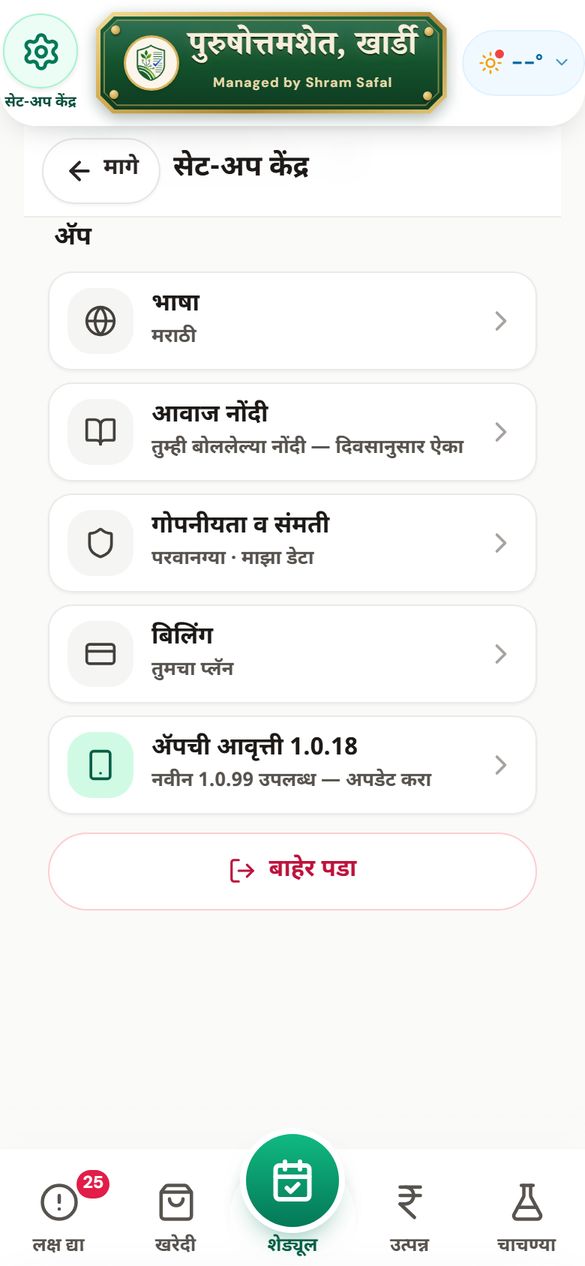 पुरुषोत्तमशेत, खार्डी
Managed by Shram Safal
--°
सेट-अप केंद्र
मागे
सेट-अप केंद्र
ॲप
भाषा
मराठी
आवाज नोंदी
तुम्ही बोललेल्या नोंदी — दिवसानुसार ऐका
गोपनीयता व संमती
परवानग्या · माझा डेटा
बिलिंग
तुमचा प्लॅन
ॲपची आवृत्ती 1.0.18
नवीन 1.0.99 उपलब्ध — अपडेट करा
बाहेर पडा
25
लक्ष द्या
खरेदी
शेड्यूल
उत्पन्न
चाचण्या